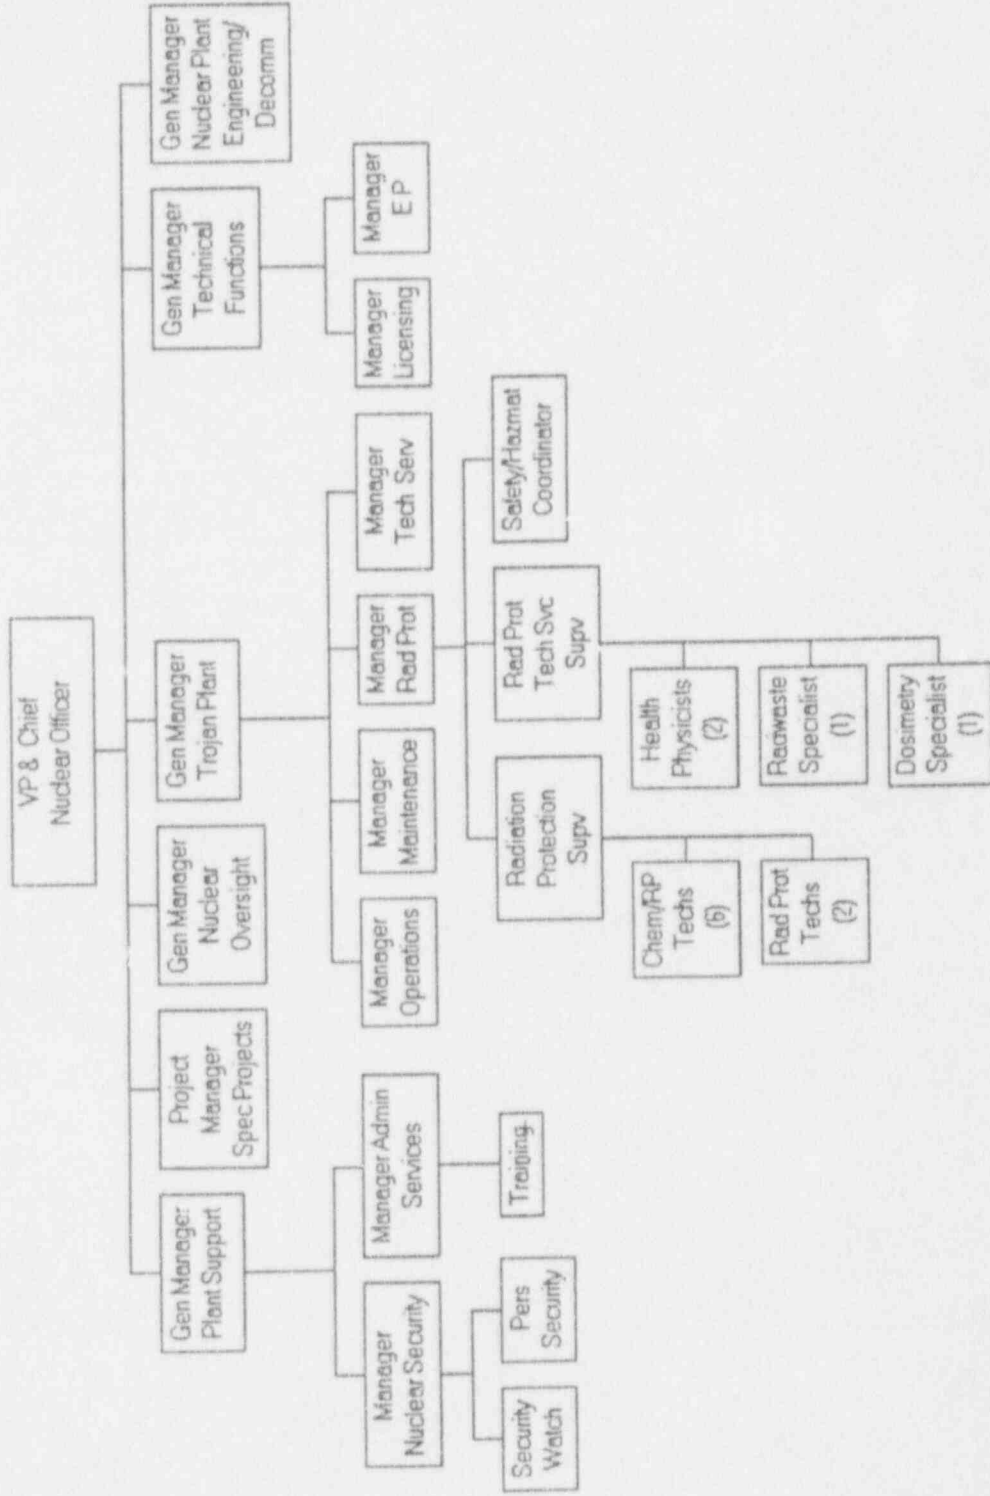 VP & Chief
Nuclear Officer
Gen Manager
Plant Support
Project
Manager
Spec Projects
Gen Manager
Nuclear
Oversight
Gen Manager
Trojan Plant
Gen Manager
Technical
Functions
Gen Manager
Nuclear Plant
Engineering/
Decomm
Manager
Nuclear Security
Manager Admin
Services
Manager
Operations
Manager
Maintenance
Manager
Rad Prot
Manager
Tech Serv
Manager
Licensing
Manager
E P
Security
Watch
Pers
Security
Training
Radiation
Protection
Supv
Rad Prot
Tech Svc
Supv
Safety/Hazmat
Coordinator
Chem/RP
Techs
(6)
Rad Prot
Techs
(2)
Health
Physicists
(2)
Radwaste
Specialist
(1)
Dosimetry
Specialist
(1)